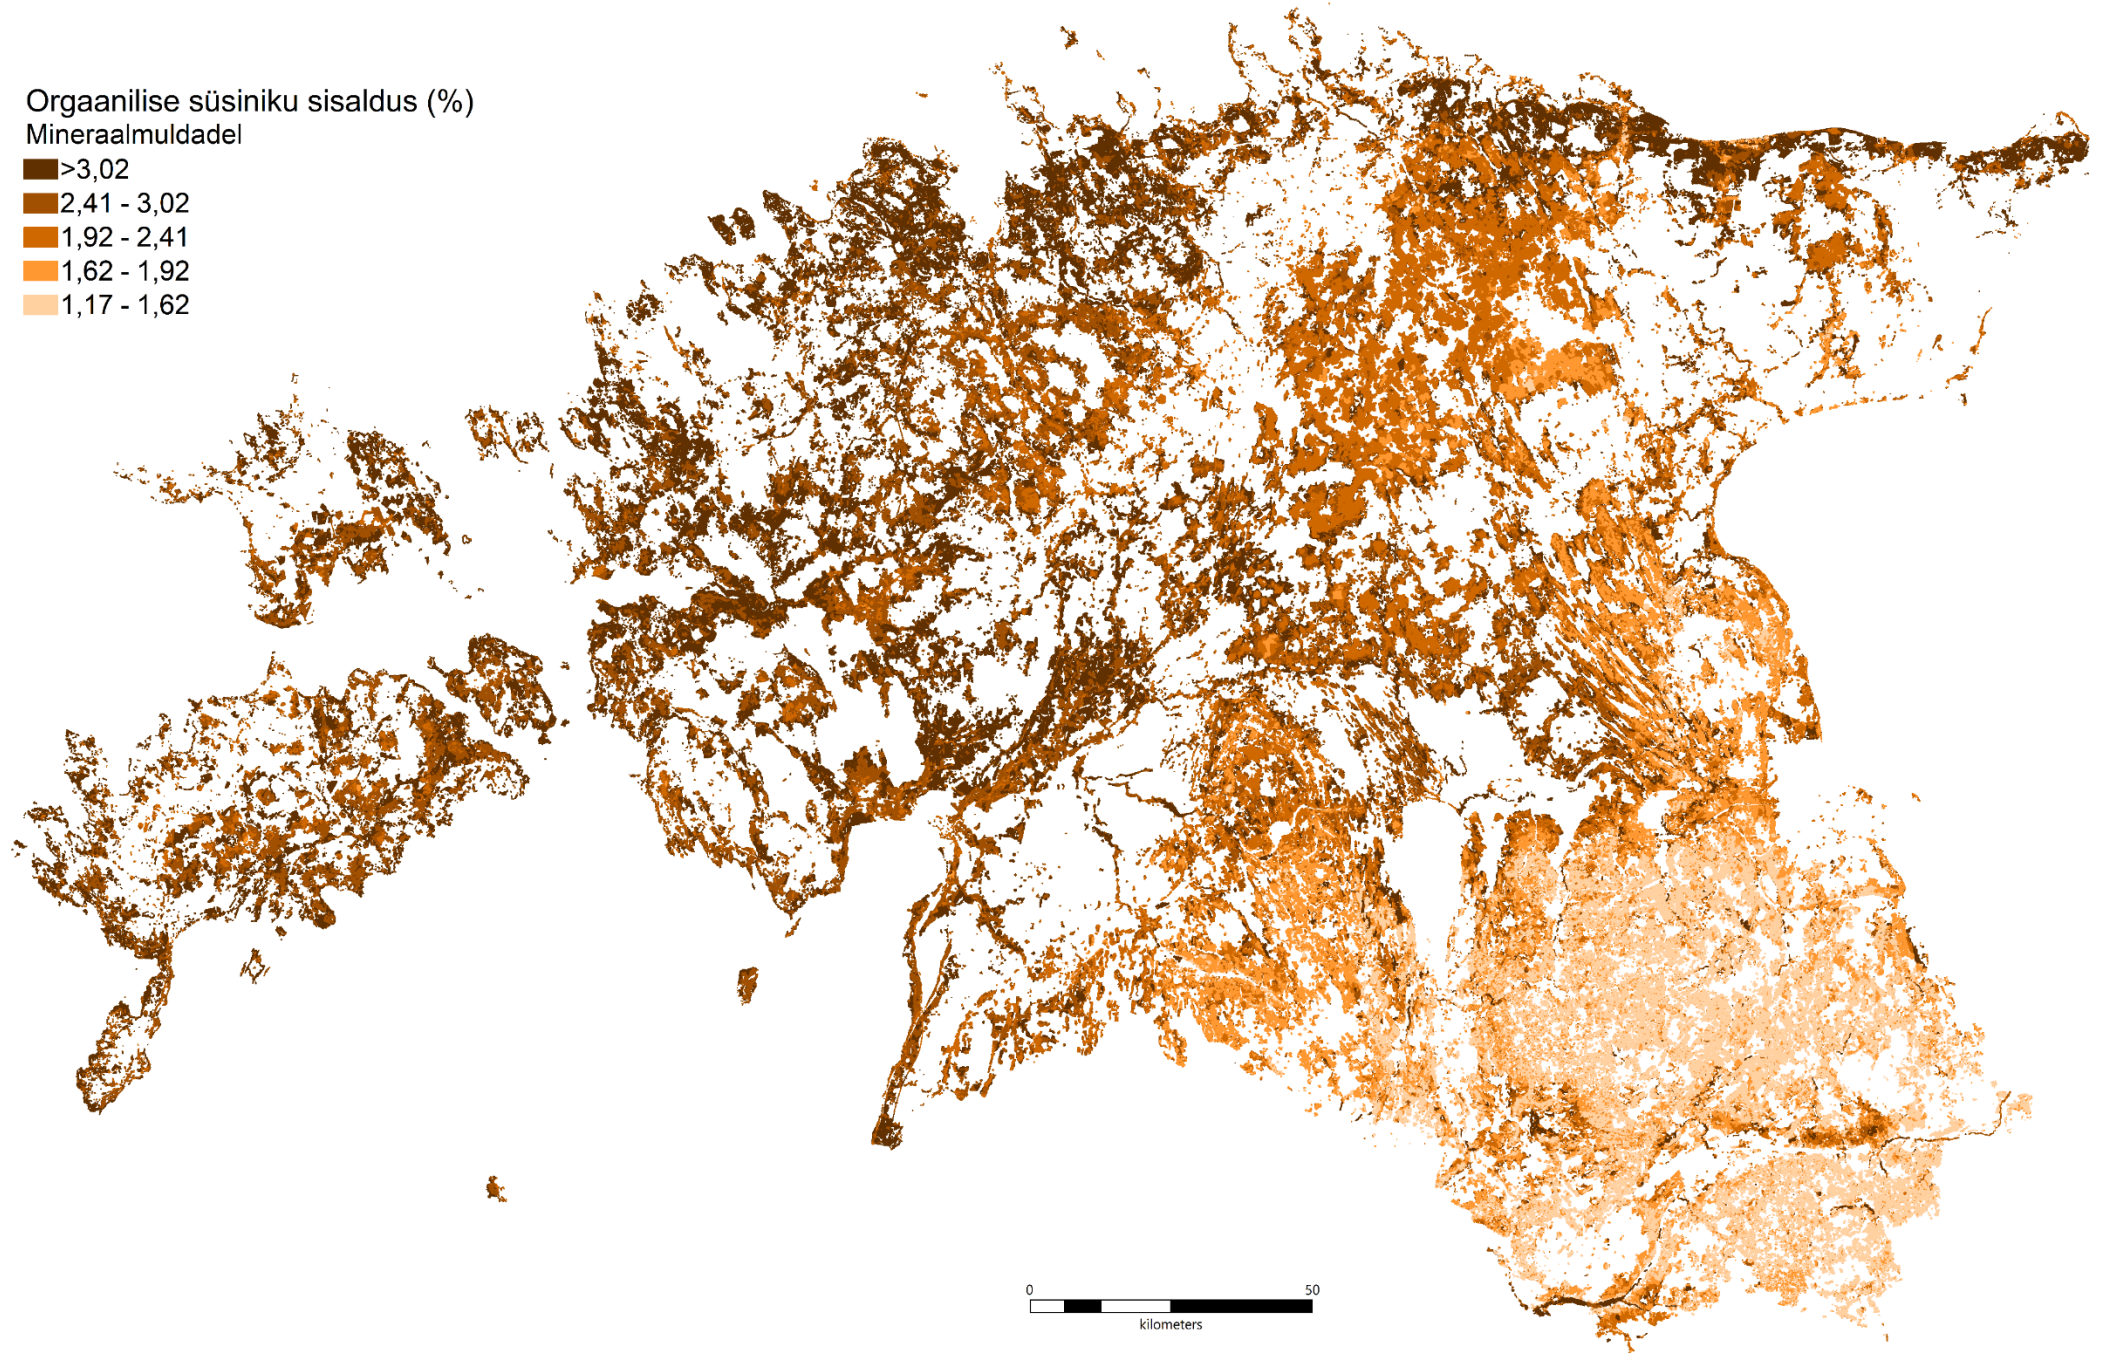 Orgaanilise süsiniku sisaldus (%)
Mineraalmuldadel
>3,02
2,41 - 3,02
1,92 - 2,41
1,62 - 1,92
1,17 - 1,62
0 50
kilometers